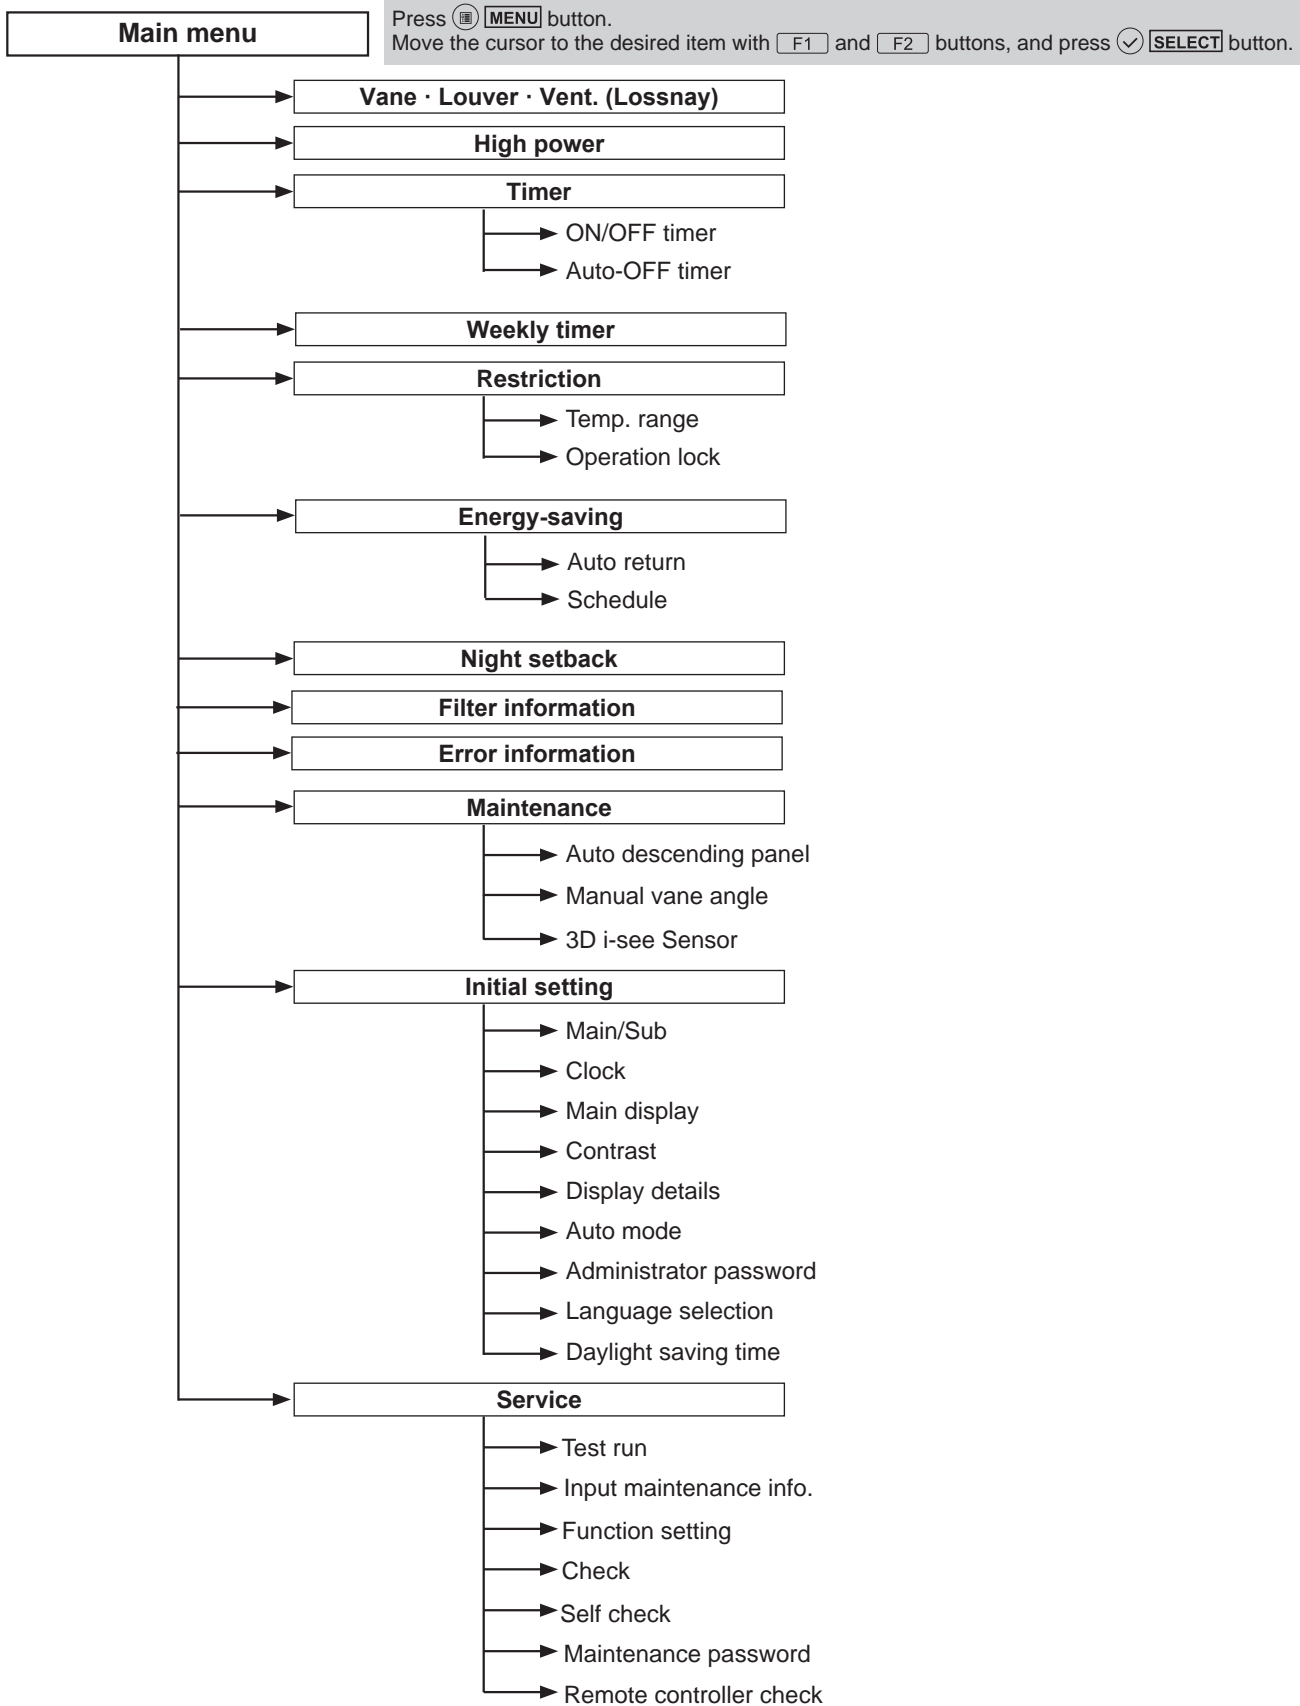 Main menu
Press MENU button.
Move the cursor to the desired item with F1 and F2 buttons, and press SELECT button.
Vane · Louver · Vent. (Lossnay)
High power
Timer
ON/OFF timer
Auto-OFF timer
Weekly timer
Restriction
Temp. range
Operation lock
Energy-saving
Auto return
Schedule
Night setback
Filter information
Error information
Maintenance
Auto descending panel
Manual vane angle
3D i-see Sensor
Initial setting
Main/Sub
Clock
Main display
Contrast
Display details
Auto mode
Administrator password
Language selection
Daylight saving time
Service
Test run
Input maintenance info.
Function setting
Check
Self check
Maintenance password
Remote controller check